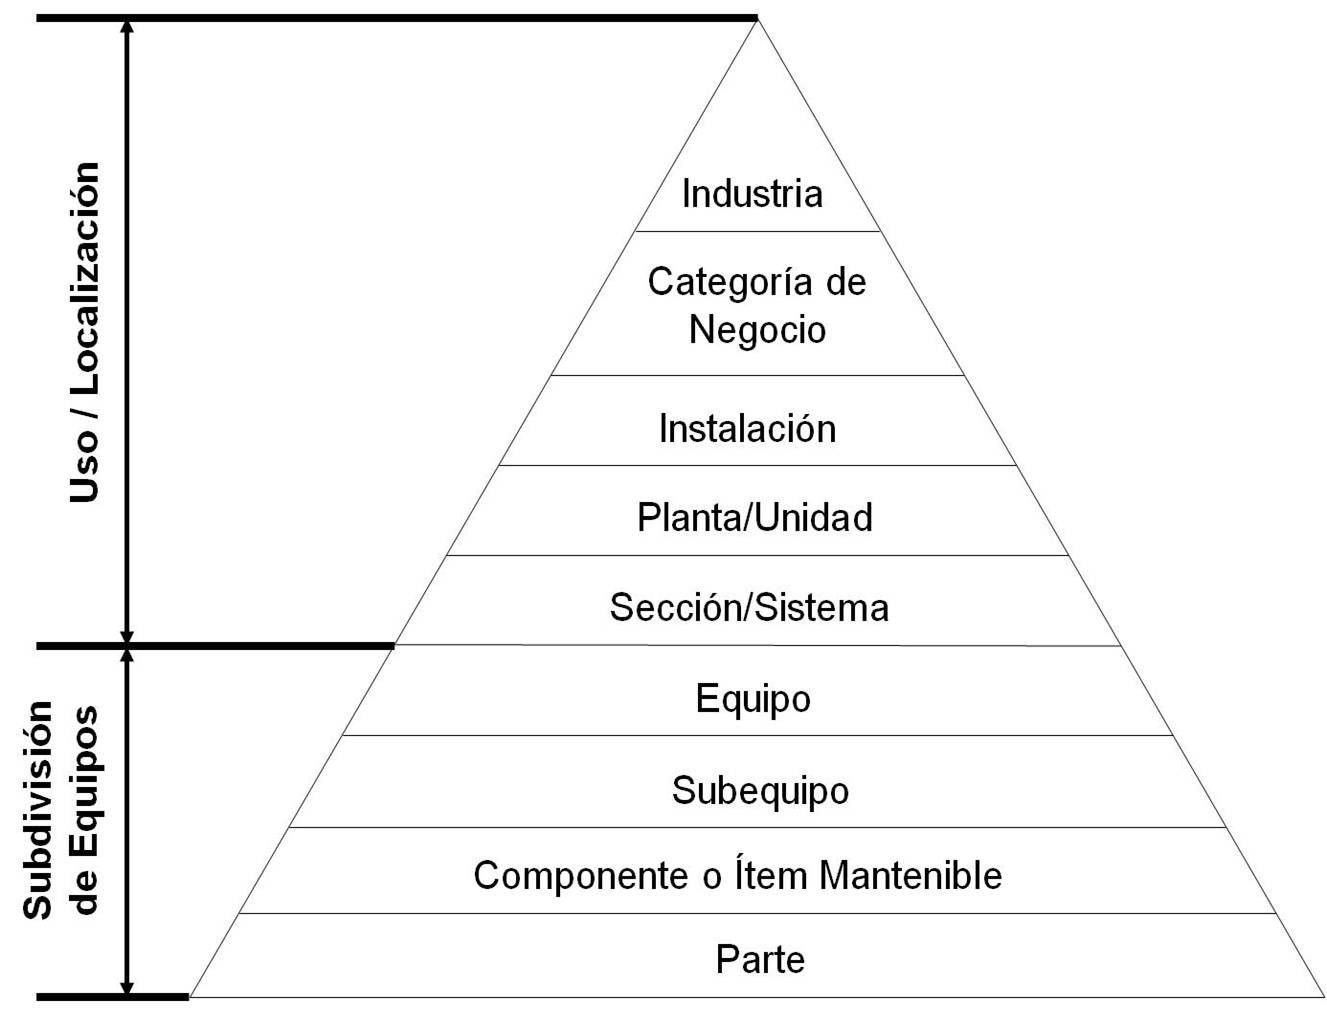 Uso / Localización
Industria
Categoría de
Negocio
Instalación
Planta/Unidad
Sección/Sistema
Subdivisión
de Equipos
Equipo
Subequipo
Componente o Ítem Mantenible
Parte